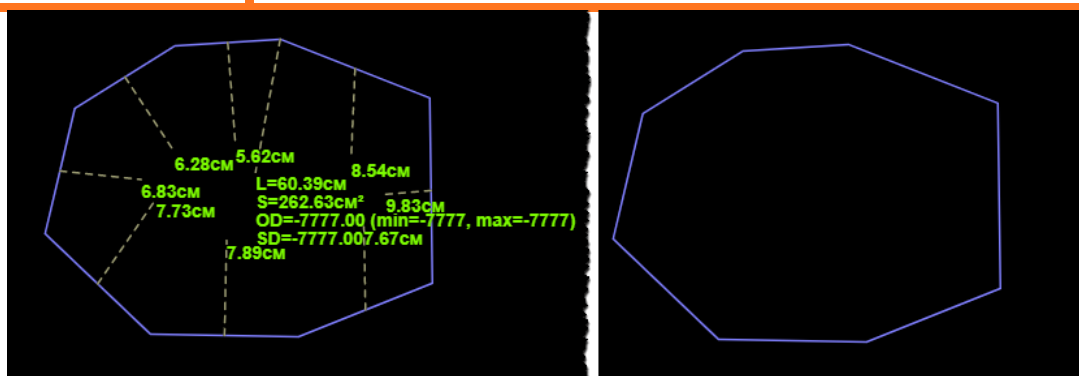 5.62см
6.28см
8.54см
6.83см
L=60.39см
7.73см
S=262.63см²
9.83см
OD=-7777.00 (min=-7777, max=-7777)
SD=-7777.007.67см
7.89см